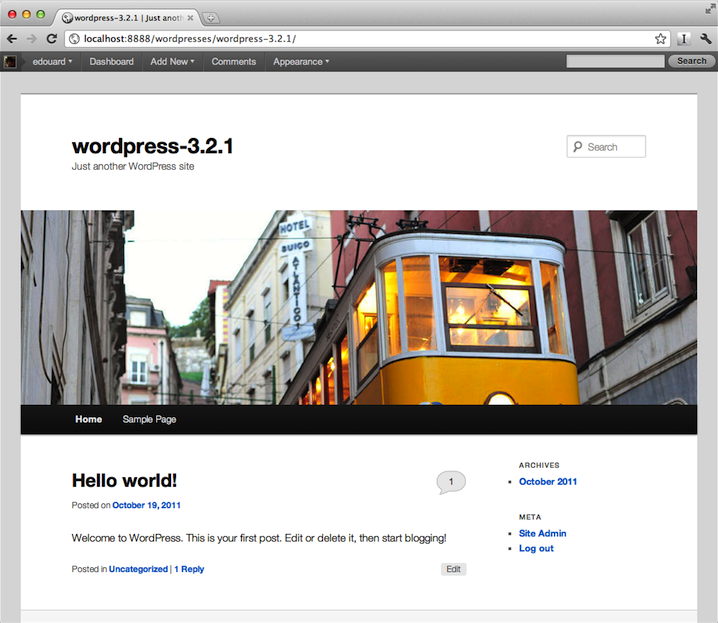 wordpress-3.2.1 | Just anoth
localhost:8888/wordpresses/wordpress-3.2.1/
edouard Dashboard Add New Comments Appearance Search
wordpress-3.2.1
Just another WordPress site
Search
HOTEL
SUIÇO
ATLANTICO
Home Sample Page
Hello world!
1
Posted on October 19, 2011
Welcome to WordPress. This is your first post. Edit or delete it, then start blogging!
Posted in Uncategorized | 1 Reply
Edit
ARCHIVES
October 2011
META
Site Admin
Log out